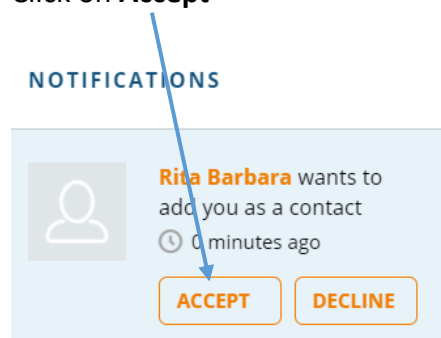 Click on Accept
NOTIFICATIONS
Rita Barbara wants to
add you as a contact
0 minutes ago
ACCEPT
DECLINE